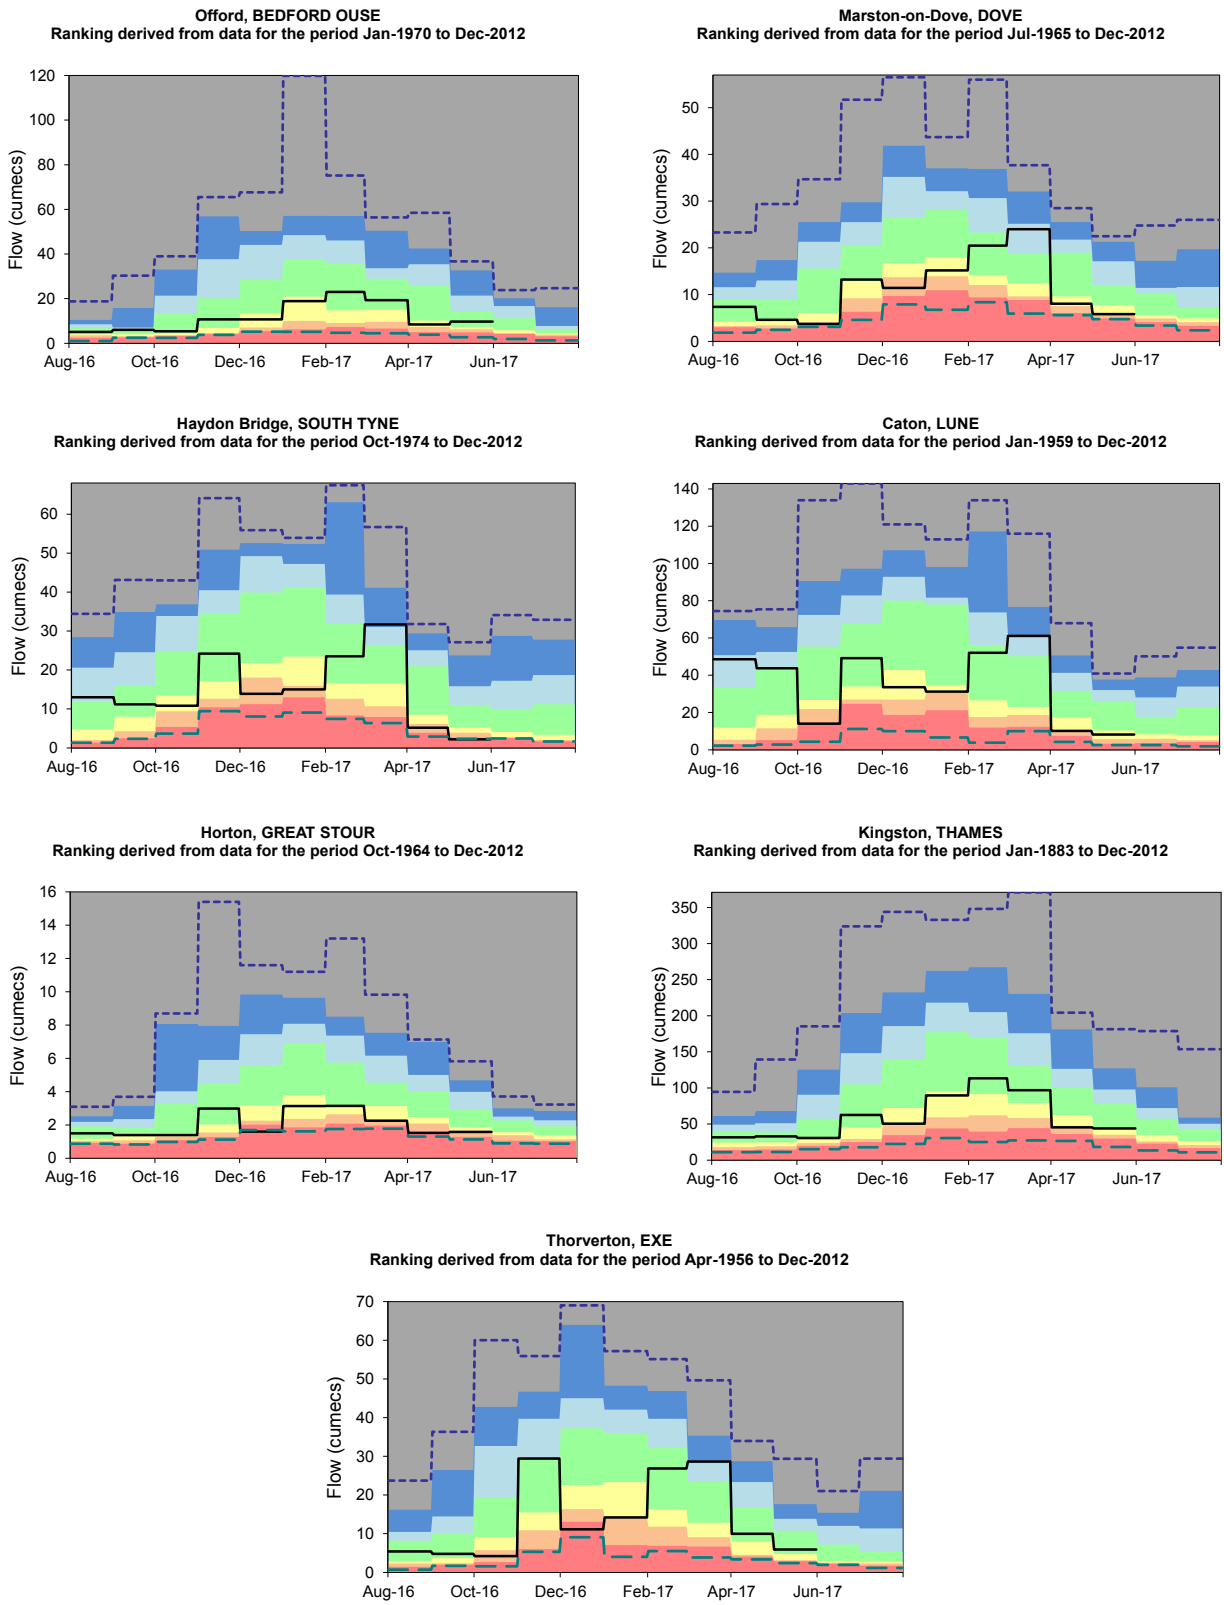 Offord, BEDFORD OUSE
Ranking derived from data for the period Jan-1970 to Dec-2012
Flow (cumecs)
120
100
80
60
40
20
0
Aug-16 Oct-16 Dec-16 Feb-17 Apr-17 Jun-17
Marston-on-Dove, DOVE
Ranking derived from data for the period Jul-1965 to Dec-2012
Flow (cumecs)
50
40
30
20
10
0
Aug-16 Oct-16 Dec-16 Feb-17 Apr-17 Jun-17
Haydon Bridge, SOUTH TYNE
Ranking derived from data for the period Oct-1974 to Dec-2012
Flow (cumecs)
60
50
40
30
20
10
0
Aug-16 Oct-16 Dec-16 Feb-17 Apr-17 Jun-17
Caton, LUNE
Ranking derived from data for the period Jan-1959 to Dec-2012
Flow (cumecs)
140
120
100
80
60
40
20
0
Aug-16 Oct-16 Dec-16 Feb-17 Apr-17 Jun-17
Horton, GREAT STOUR
Ranking derived from data for the period Oct-1964 to Dec-2012
Flow (cumecs)
16
14
12
10
8
6
4
2
0
Aug-16 Oct-16 Dec-16 Feb-17 Apr-17 Jun-17
Kingston, THAMES
Ranking derived from data for the period Jan-1883 to Dec-2012
Flow (cumecs)
350
300
250
200
150
100
50
0
Aug-16 Oct-16 Dec-16 Feb-17 Apr-17 Jun-17
Thorverton, EXE
Ranking derived from data for the period Apr-1956 to Dec-2012
Flow (cumecs)
70
60
50
40
30
20
10
0
Aug-16 Oct-16 Dec-16 Feb-17 Apr-17 Jun-17